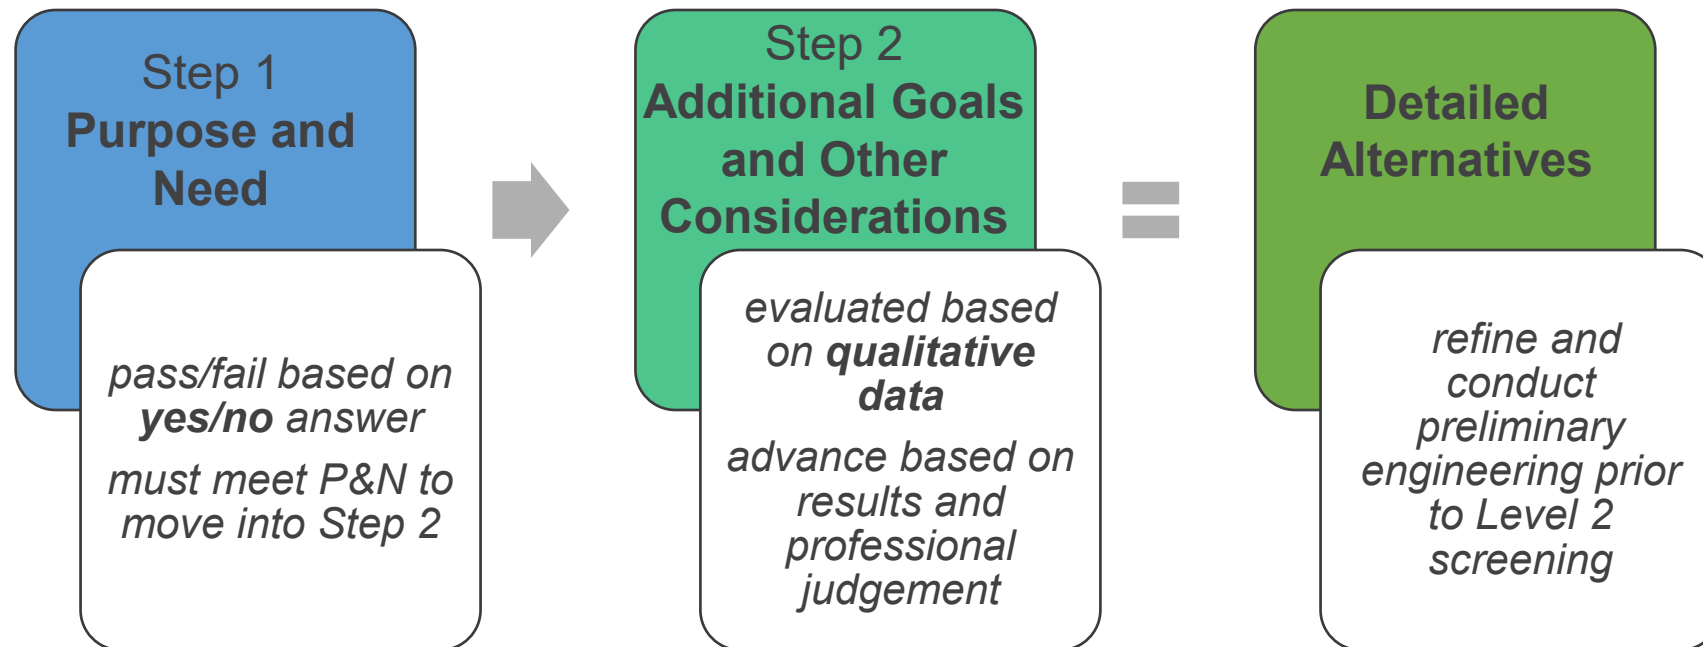 Step 1
Purpose and
Need
pass/fail based on
yes/no answer
must meet P&N to
move into Step 2
Step 2
Additional Goals
and Other
Considerations
evaluated based
on qualitative
data
advance based on
results and
professional
judgement
Detailed
Alternatives
refine and
conduct
preliminary
engineering prior
to Level 2
screening